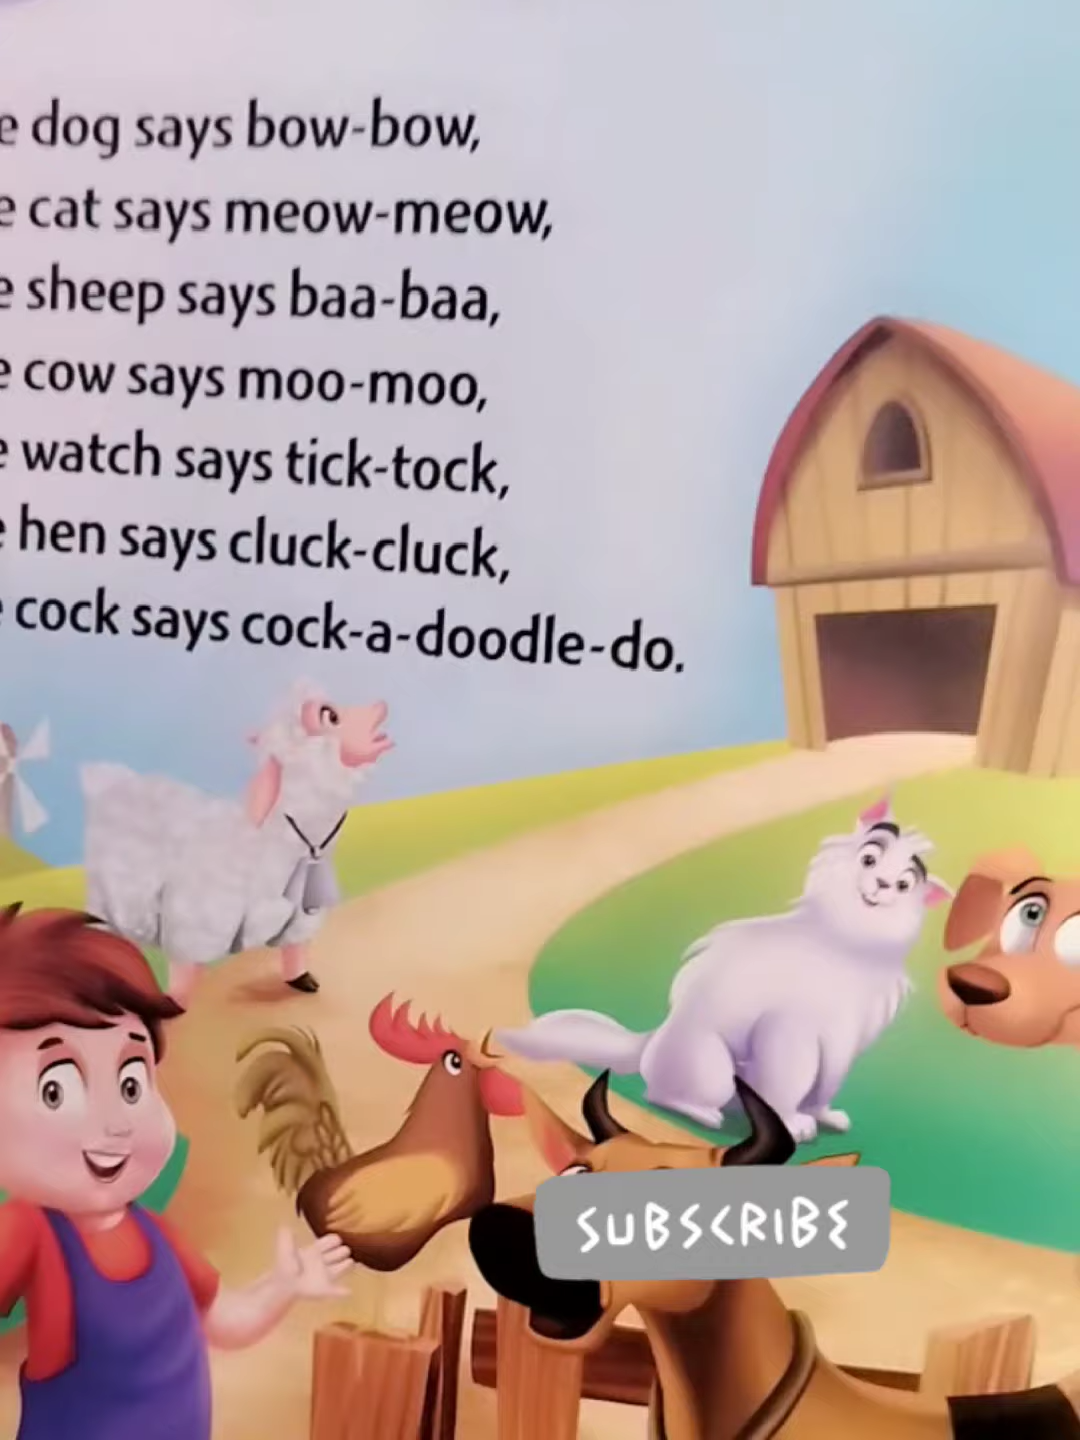 e dog says bow-bow,
e cat says meow-meow,
e sheep says baa-baa,
e cow says moo-moo,
e watch says tick-tock,
e hen says cluck-cluck,
e cock says cock-a-doodle-do.
SUBSCRIBE